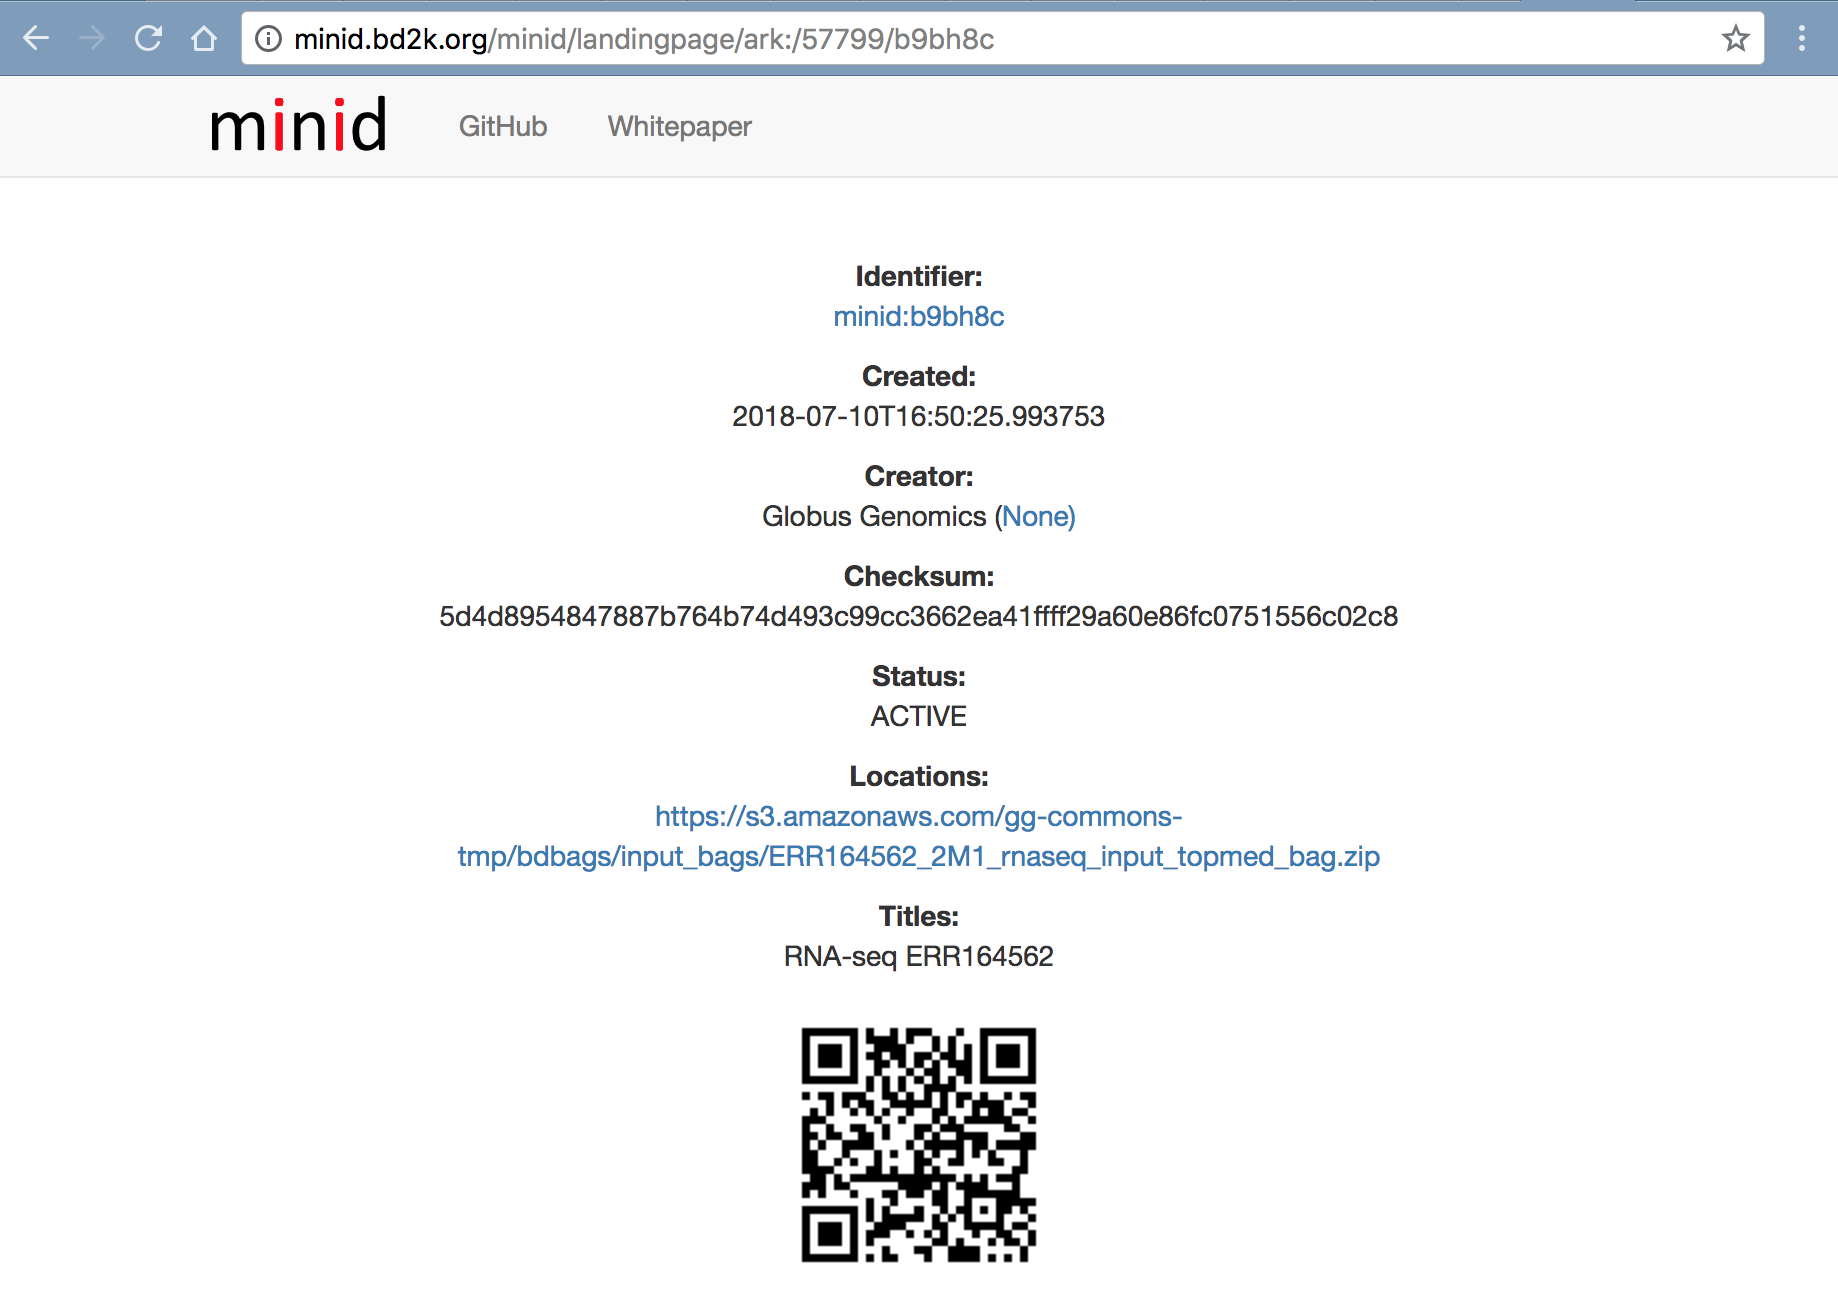 minid.bd2k.org/minid/landingpage/ark:/57799/b9bh8c
minid GitHub Whitepaper
Identifier:
minid:b9bh8c
Created:
2018-07-10T16:50:25.993753
Creator:
Globus Genomics (None)
Checksum:
5d4d8954847887b764b74d493c99cc3662ea41ffff29a60e86fc0751556c02c8
Status:
ACTIVE
Locations:
https://s3.amazonaws.com/gg-commons-
tmp/bdbags/input_bags/ERR164562_2M1_rnaseq_input_topmed_bag.zip
Titles:
RNA-seq ERR164562